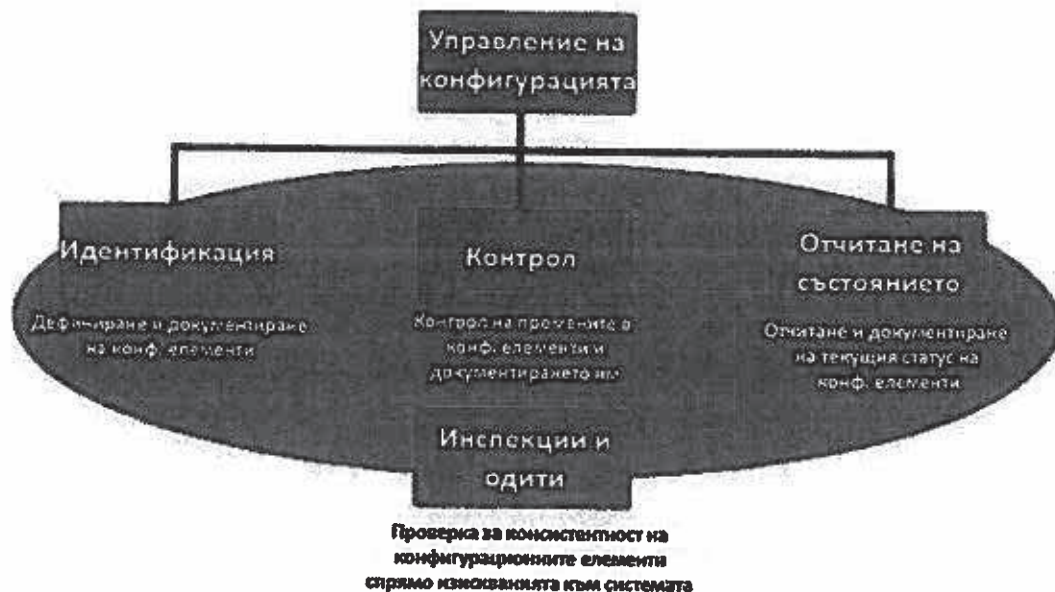 Управление на
конфигурацията
Идентификация
Дефиниране и документиране
на конф. елементи
Контрол
Контрол на промените в
конф. елементи и
документирането им
Отчитане на
състоянието
Отчитане и документиране
на текущия статус на
конф. елементи
Инспекции и
одити
Проверка за консистентност на
конфигурационните елементи
спрямо изискванията към системата